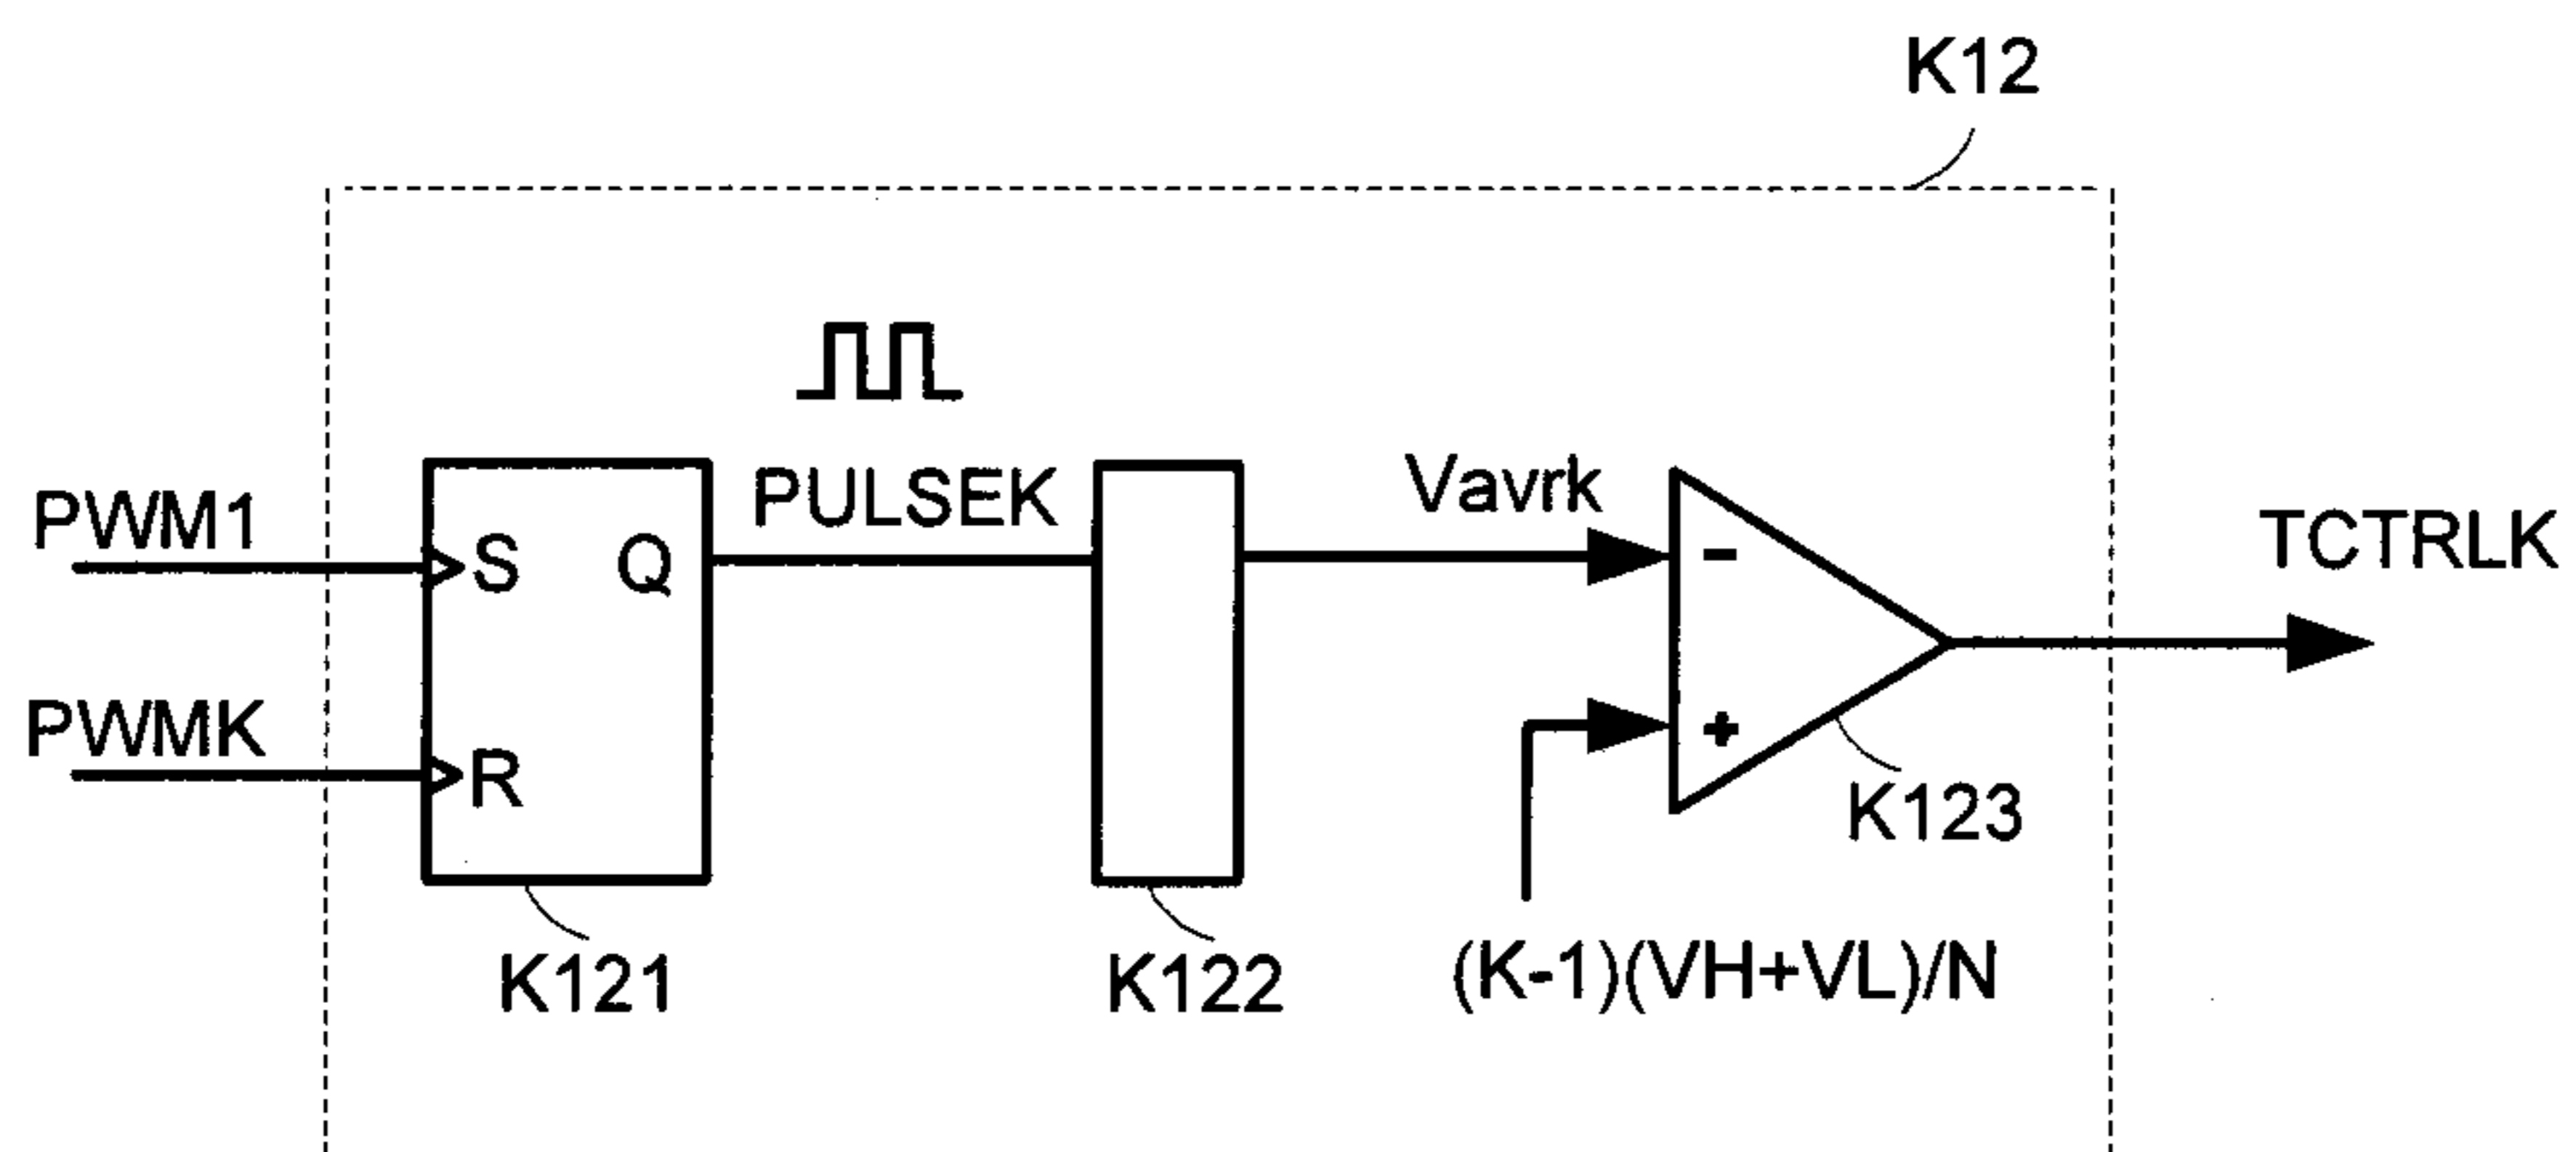 K12
PWM1
S
Q
PULSEK
Vavrk
-
TCTRLK
PWMK
R
+
K123
K121
K122
(K-1)(VH+VL)/N